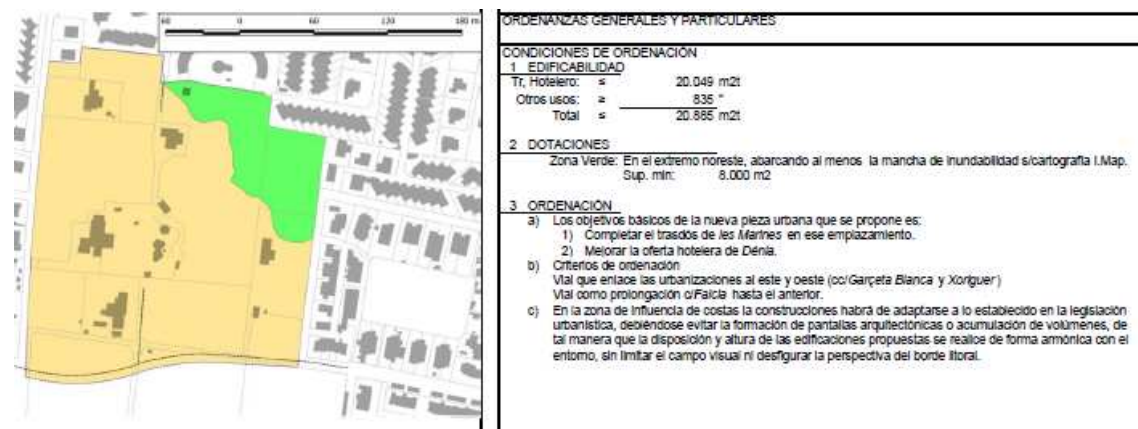 60 0 60 120 180 m
ORDENANZAS GENERALES Y PARTICULARES
CONDICIONES DE ORDENACIÓN
1 EDIFICABILIDAD
Tr, Hotelero: ≤ 20.049 m2t
Otros usos: ≥ 835 "
Total ≤ 20.885 m2t
2 DOTACIONES
Zona Verde: En el extremo noreste, abarcando al menos la mancha de inundabilidad s/cartografía I.Map.
Sup. min: 8.000 m2
3 ORDENACIÓN
a) Los objetivos básicos de la nueva pieza urbana que se propone es:
1) Completar el trasdós de les Marines en ese emplazamiento.
2) Mejorar la oferta hotelera de Dénia.
b) Criterios de ordenación
Vial que enlace las urbanizaciones al este y oeste (cc/Garçeta Blanca y Xoriguer)
Vial como prolongación c/Falcia hasta el anterior.
c) En la zona de influencia de costas la construcciones habrá de adaptarse a lo establecido en la legislación
urbanística, debiéndose evitar la formación de pantallas arquitectónicas o acumulación de volúmenes, de
tal manera que la disposición y altura de las edificaciones propuestas se realice de forma armónica con el
entorno, sin limitar el campo visual ni desfigurar la perspectiva del borde litoral.